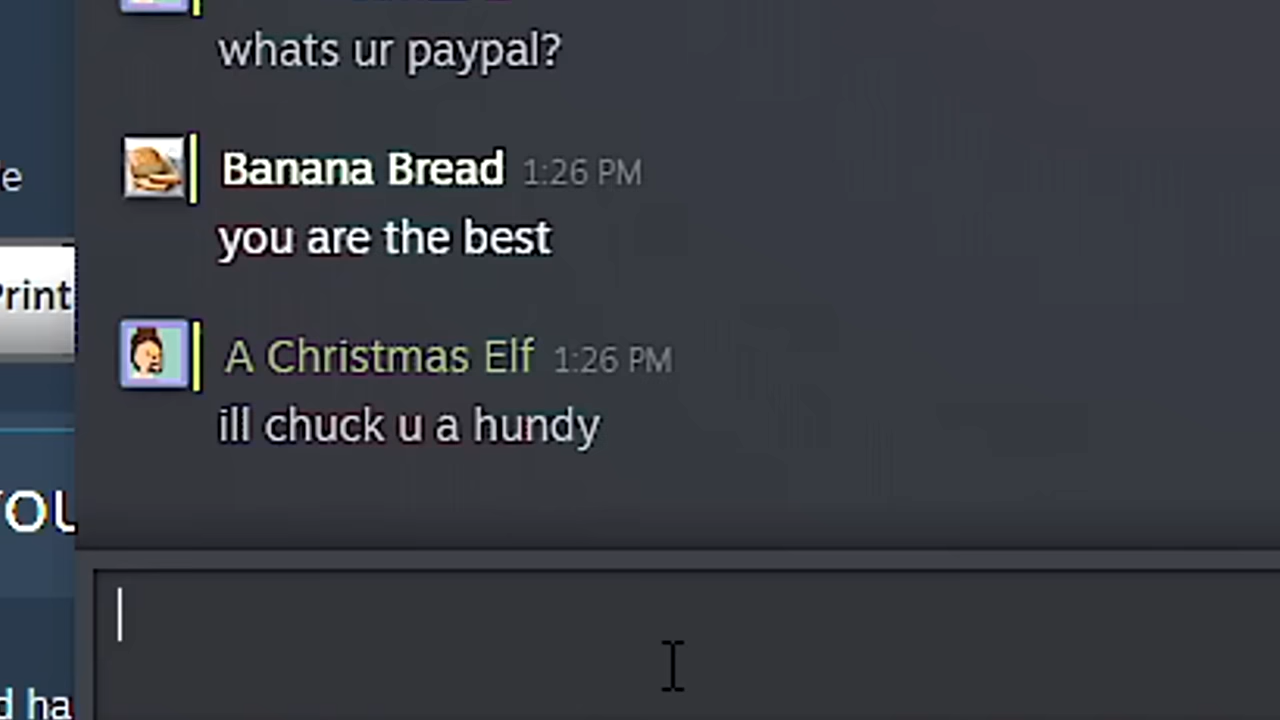 whats ur paypal?
Banana Bread 1:26 PM
you are the best
Print
A Christmas Elf 1:26 PM
ill chuck u a hundy